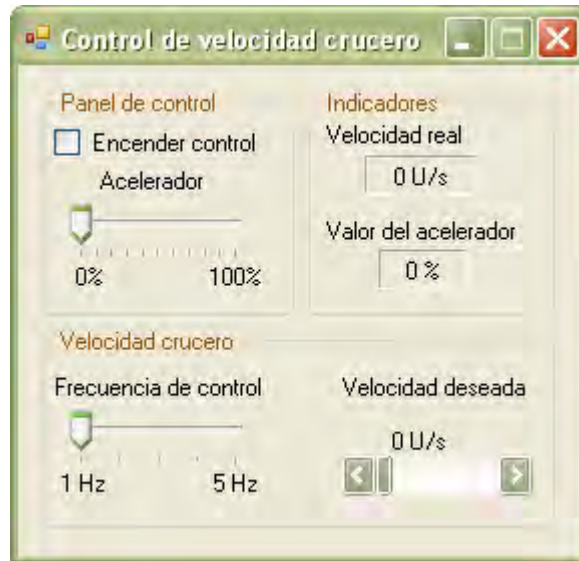 Control de velocidad crucero
Panel de control
Encender control
Acelerador
0% 100%
Indicadores
Velocidad real
0 U/s
Valor del acelerador
0 %
Velocidad crucero
Frecuencia de control
1 Hz 5 Hz
Velocidad deseada
0 U/s